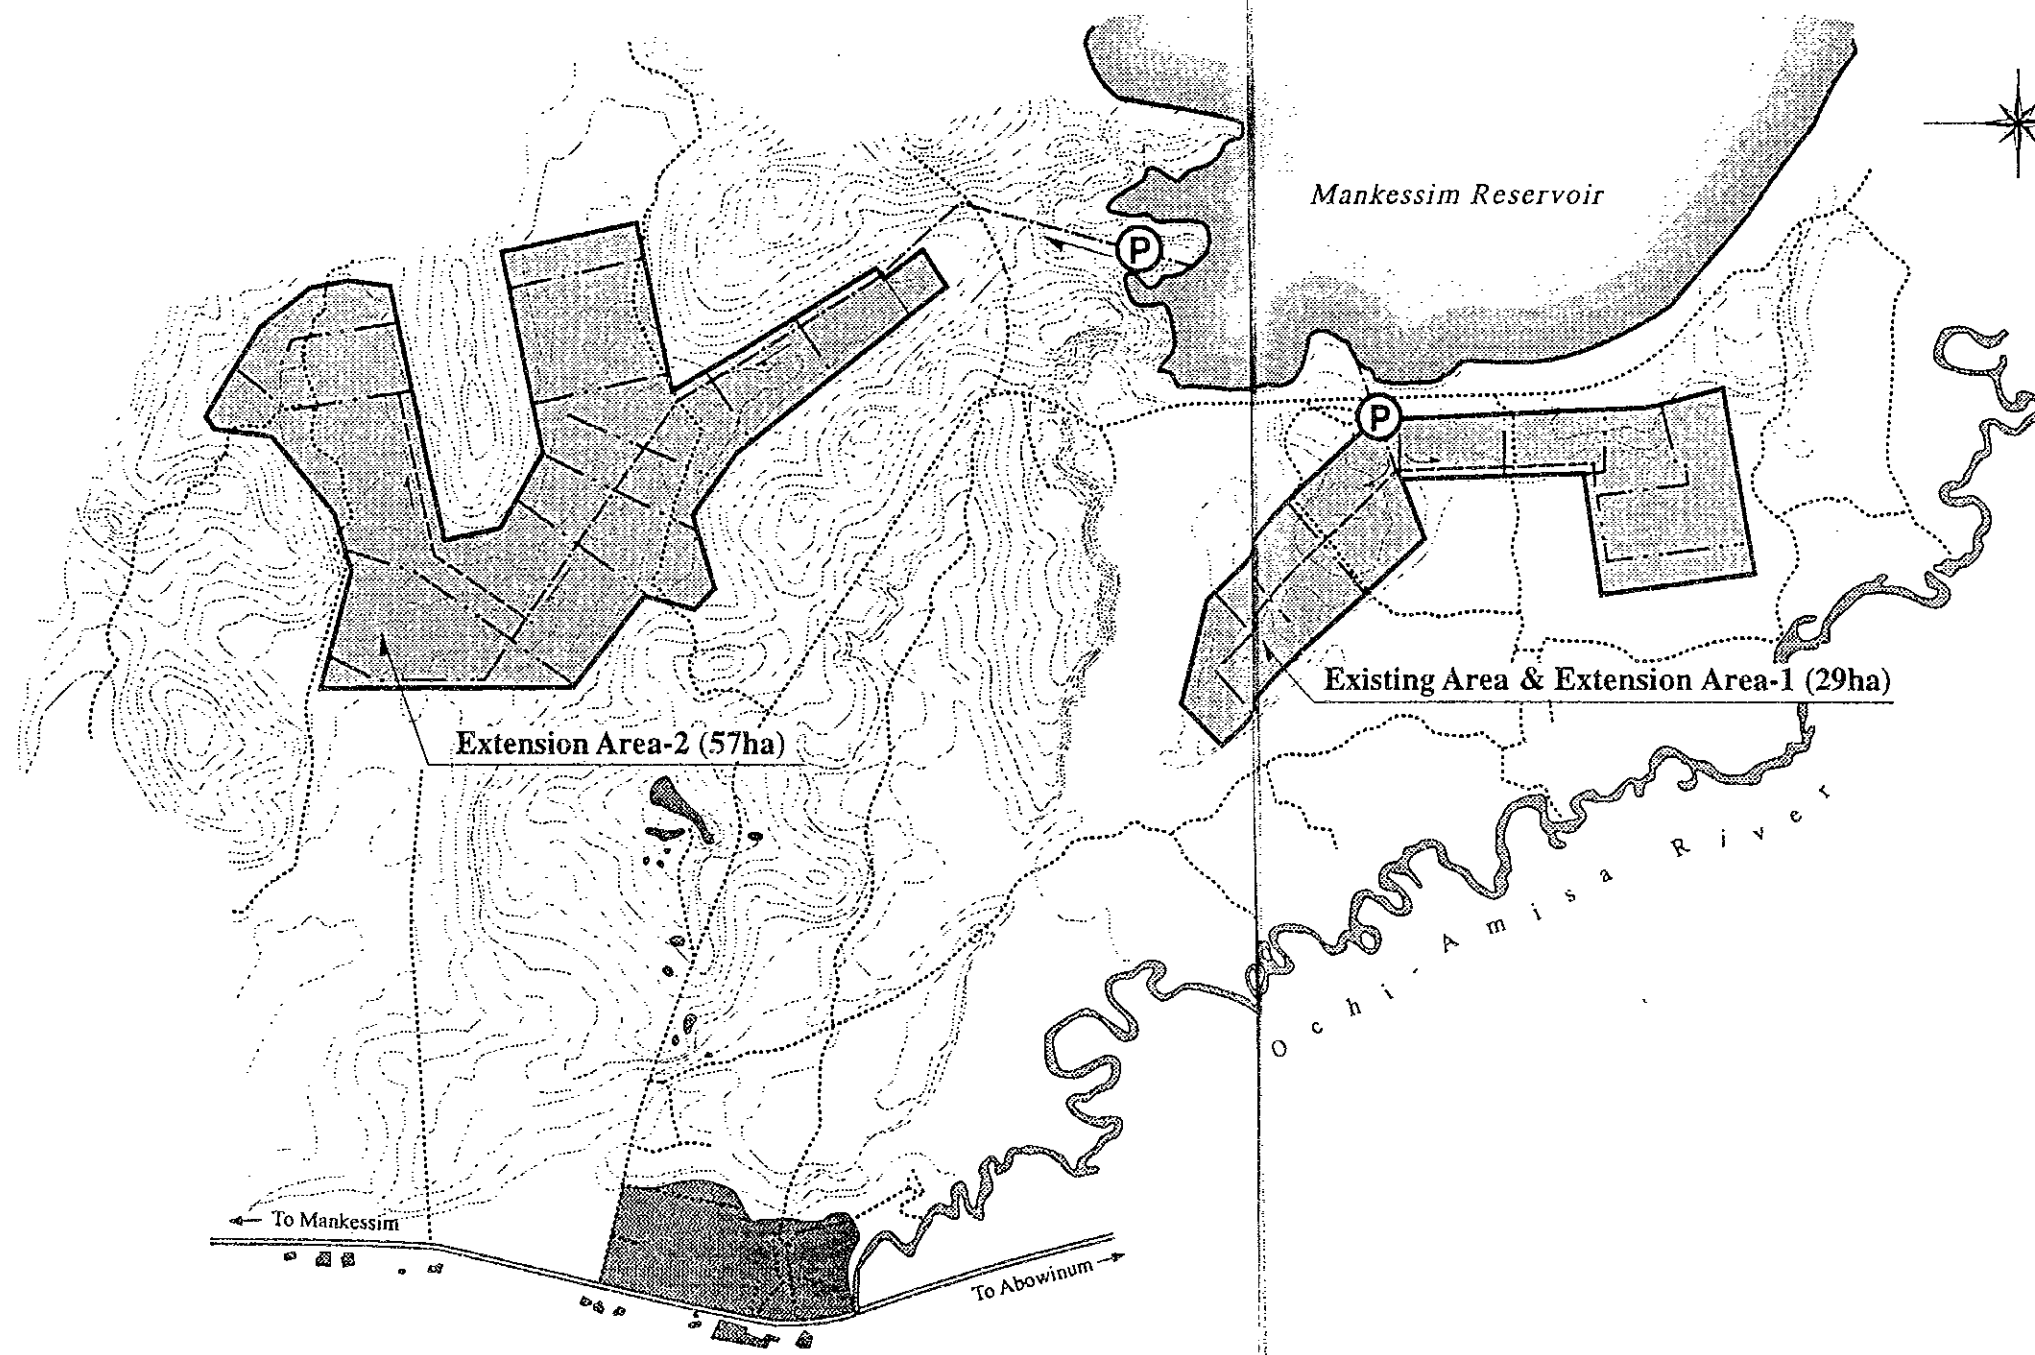 Mankessim Reservoir
P
P
Existing Area & Extension Area-1 (29ha)
Extension Area-2 (57ha)
Ochi-Amisa River
To Mankessim
To Abowinum